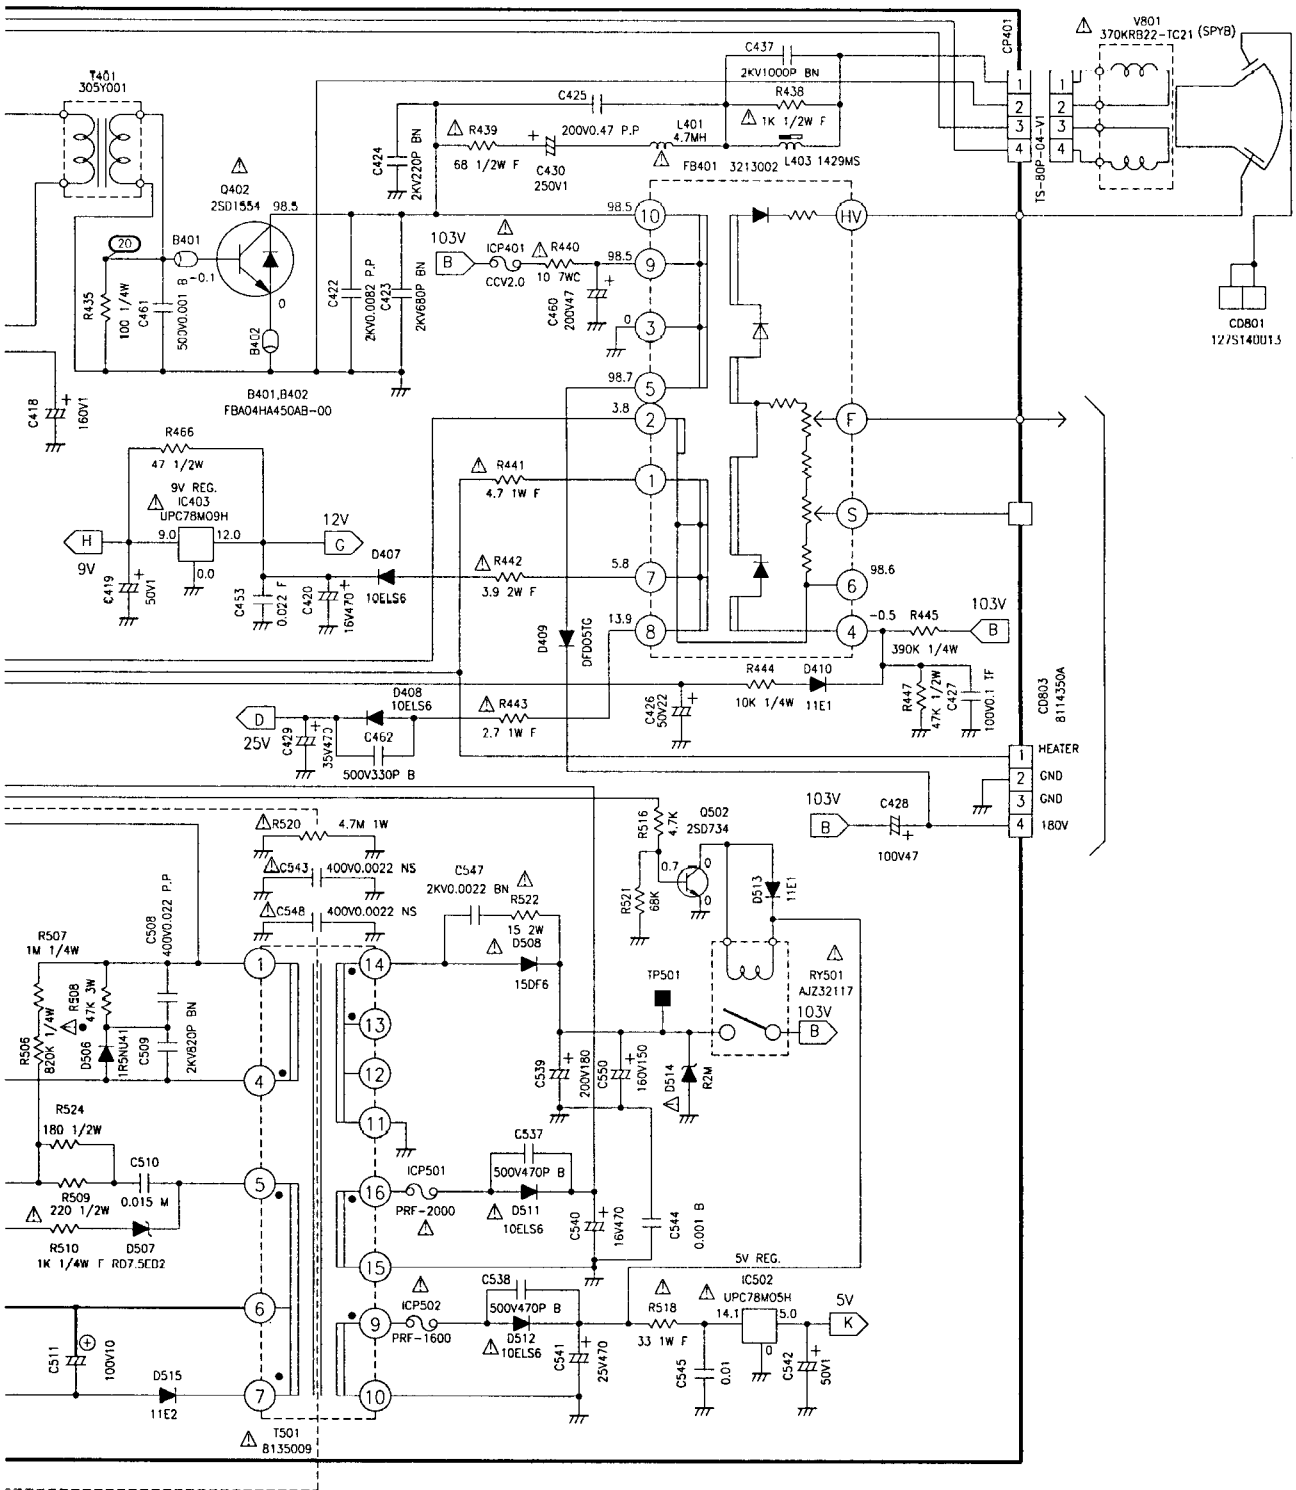 T401
305Y001
C437
2KV1000P BN
CP401
V801
370KRB22-TC21 (SPYB)
C425
200V0.47 P.P
R438
1K 1/2W F
1
2
3
4
1
2
3
4
TS-80P-04-V1
C424
2KV220P BN
R439
68 1/2W F
C430
250V1
L401
4.7MH
L403 1429MS
FB401 3213002
Q402
2SD1554
98.5
20
B401
-0.1
0
B402
R435
100 1/4W
C461
500V0.001 B
C422
2KV0.0082 P.P
C423
2KV680P BN
103V
B
ICP401
CCV2.0
R440
10 7WC
C460
200V47
98.5
10
98.5
9
0
3
98.7
5
3.8
2
1
5.8
7
13.9
8
HV
F
S
6
98.6
4
-0.5
CD801
127S140013
B401,B402
FBA04HA450AB-00
C418
160V1
R466
47 1/2W
9V REG.
IC403
UPC78M09H
9.0
12.0
0.0
H
9V
12V
G
C419
50V1
C453
0.022 F
C420
16V470
D407
10ELS6
R441
4.7 1W F
R442
3.9 2W F
D409
DFD05TG
R445
390K 1/4W
103V
B
R444
10K 1/4W
D410
11E1
R447
47K 1/2W
C427
100V0.1 TF
C426
50V22
D
25V
C429
35V470
D408
10ELS6
C462
500V330P B
R443
2.7 1W F
CD803
8114350A
1
HEATER
2
GND
3
GND
4
180V
103V
B
C428
100V47
R520
4.7M 1W
C543
400V0.0022 NS
C548
400V0.0022 NS
R516
4.7K
Q502
2SD734
0.7
0
0
R521
68K
D513
11E1
C547
2KV0.0022 BN
R522
15 2W
D508
15DF6
TP501
RY501
AJZ32117
103V
B
C508
400V0.022 P.P
R507
1M 1/4W
R508
47K 3W
R506
820K 1/4W
D506
1R5NU41
C509
2KV820P BN
1
4
5
6
7
14
13
12
11
16
15
9
10
C539
200V180
C550
160V150
D514
R2M
R524
180 1/2W
C510
0.015 M
R509
220 1/2W
R510
1K 1/4W F
D507
RD7.5ED2
ICP501
PRF-2000
C537
500V470P B
D511
10ELS6
C540
16V470
C544
0.001 B
ICP502
PRF-1600
C538
500V470P B
D512
10ELS6
C541
25V470
R518
33 1W F
5V REG.
IC502
UPC78M05H
14.1
5.0
0
5V
K
C545
0.01
C542
50V1
C511
100V10
D515
11E2
T501
8135009